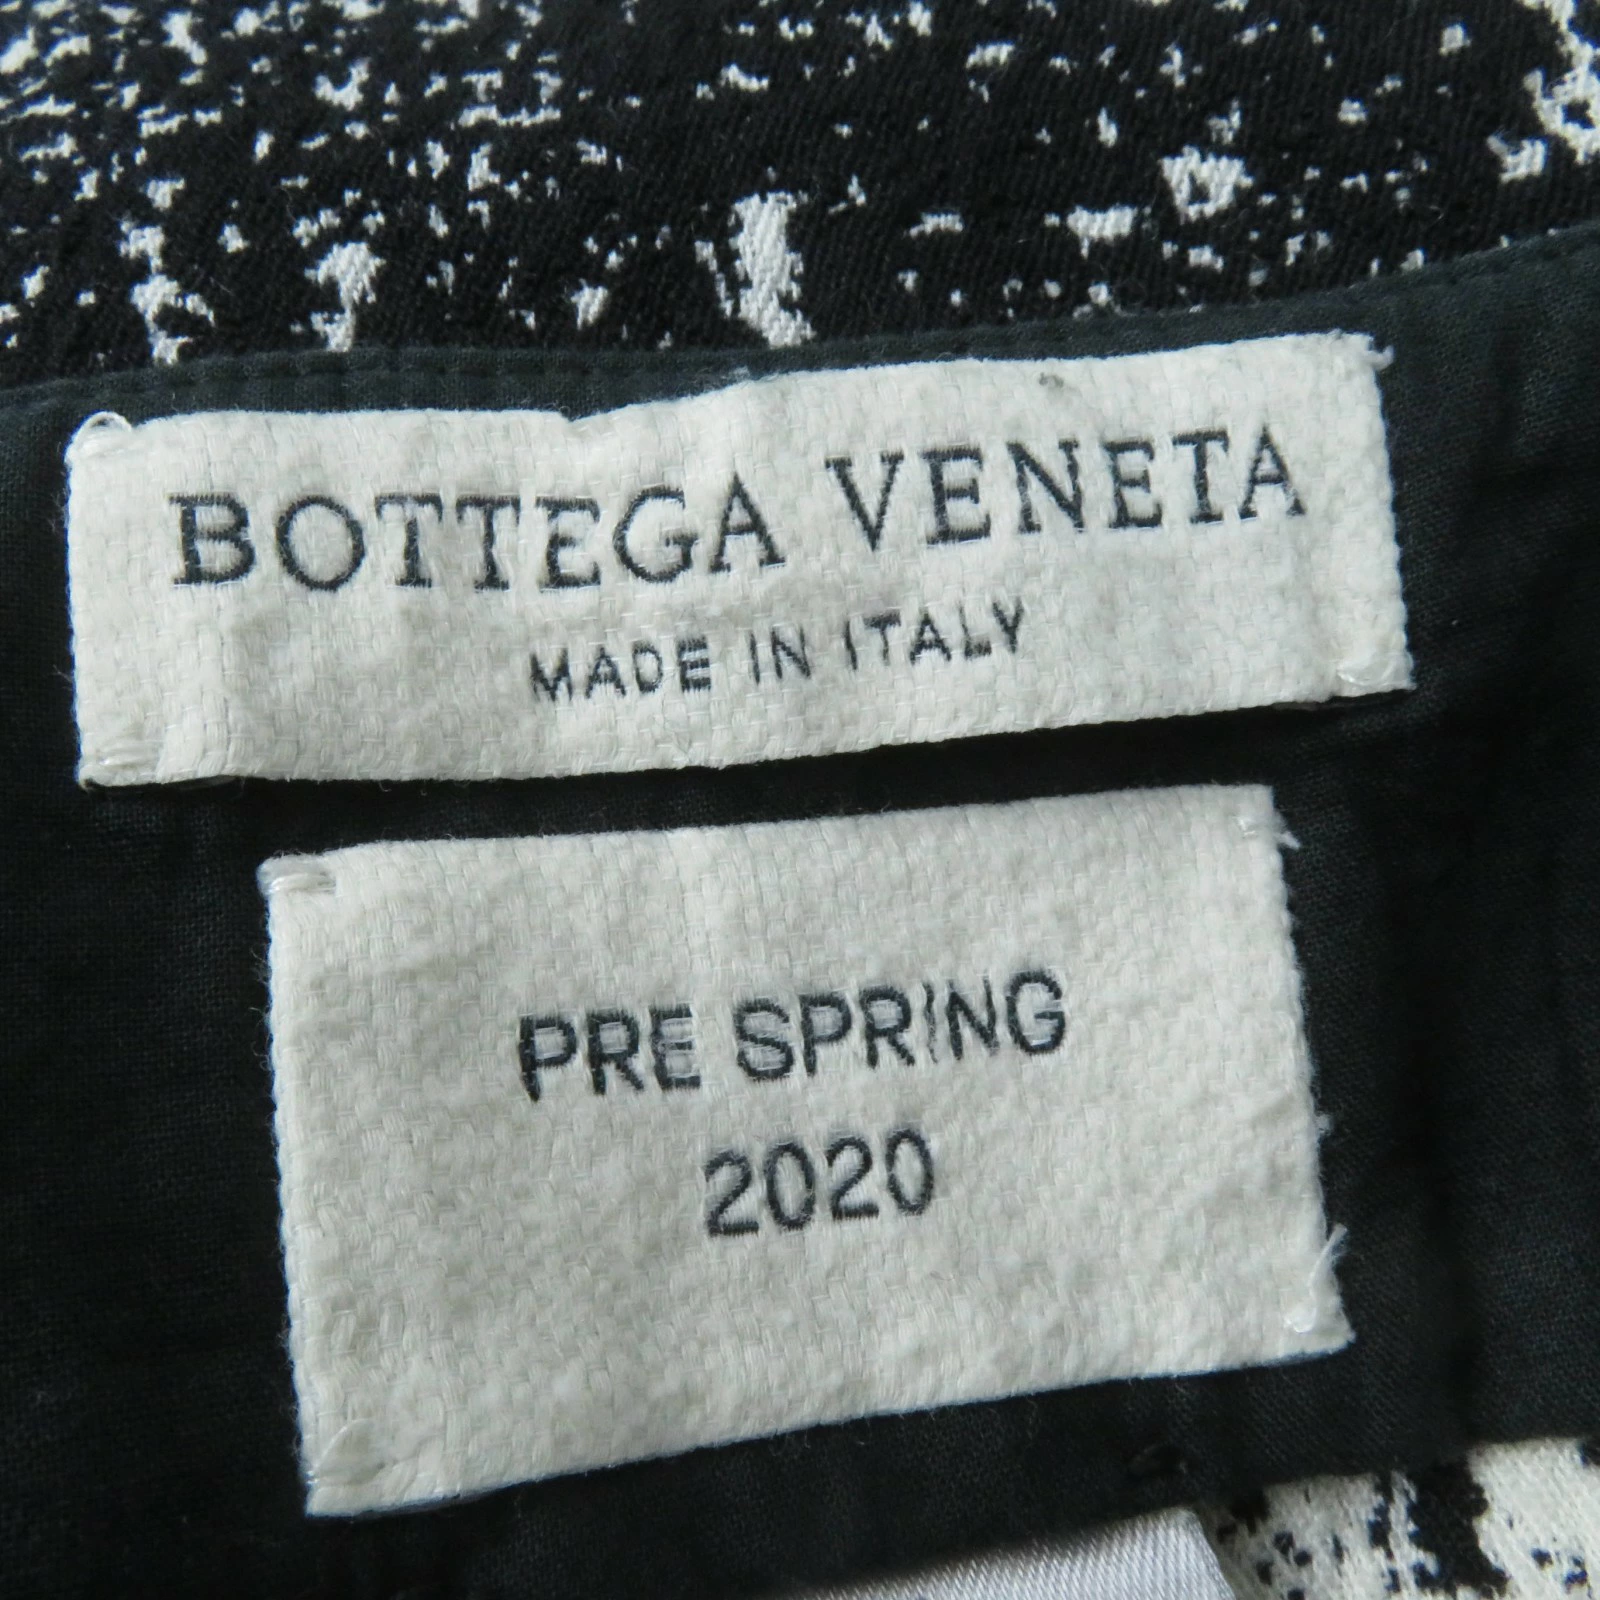 BOTTEGA VENETA
MADE IN ITALY
PRE SPRING
2020